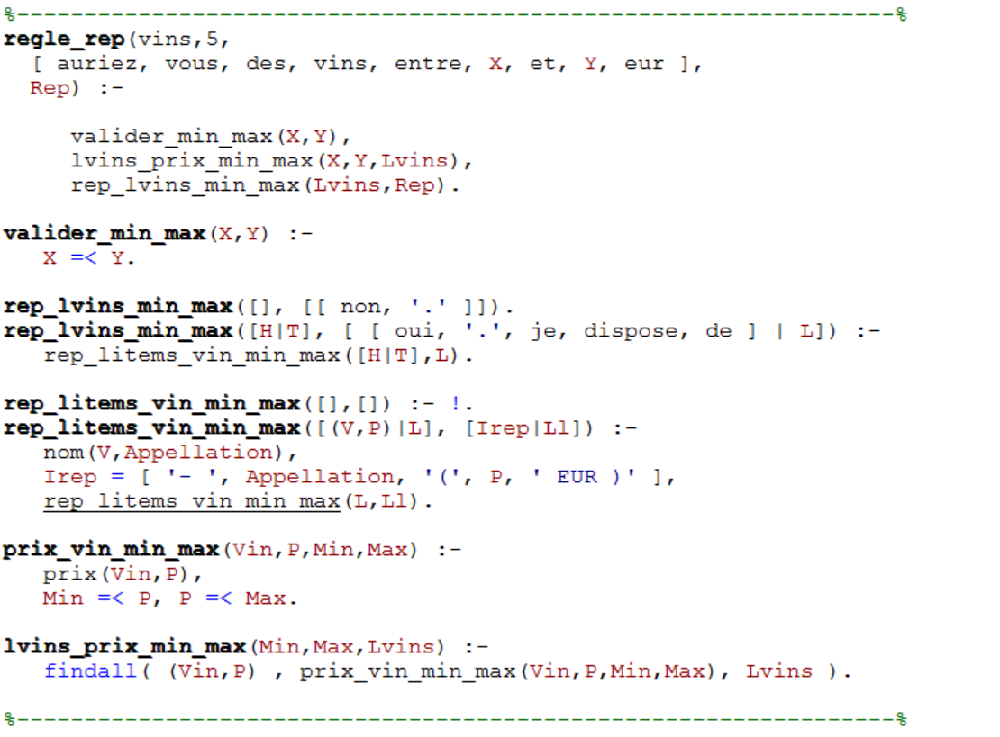 %-----------------------------------------------------------------%
regle_rep(vins,5,
  [ auriez, vous, des, vins, entre, X, et, Y, eur ],
  Rep) :-

     valider_min_max(X,Y),
     lvins_prix_min_max(X,Y,Lvins),
     rep_lvins_min_max(Lvins,Rep).

valider_min_max(X,Y) :-
   X =< Y.

rep_lvins_min_max([], [[ non, '.' ]]).
rep_lvins_min_max([H|T], [ [ oui, '.', je, dispose, de ] | L]) :-
   rep_litems_vin_min_max([H|T],L).

rep_litems_vin_min_max([],[]) :- !.
rep_litems_vin_min_max([(V,P)|L], [Irep|Ll]) :-
   nom(V,Appellation),
   Irep = [ '- ', Appellation, '(', P, ' EUR )' ],
   rep_litems_vin_min_max(L,Ll).

prix_vin_min_max(Vin,P,Min,Max) :-
   prix(Vin,P),
   Min =< P, P =< Max.

lvins_prix_min_max(Min,Max,Lvins) :-
   findall( (Vin,P) , prix_vin_min_max(Vin,P,Min,Max), Lvins ).

%-----------------------------------------------------------------%